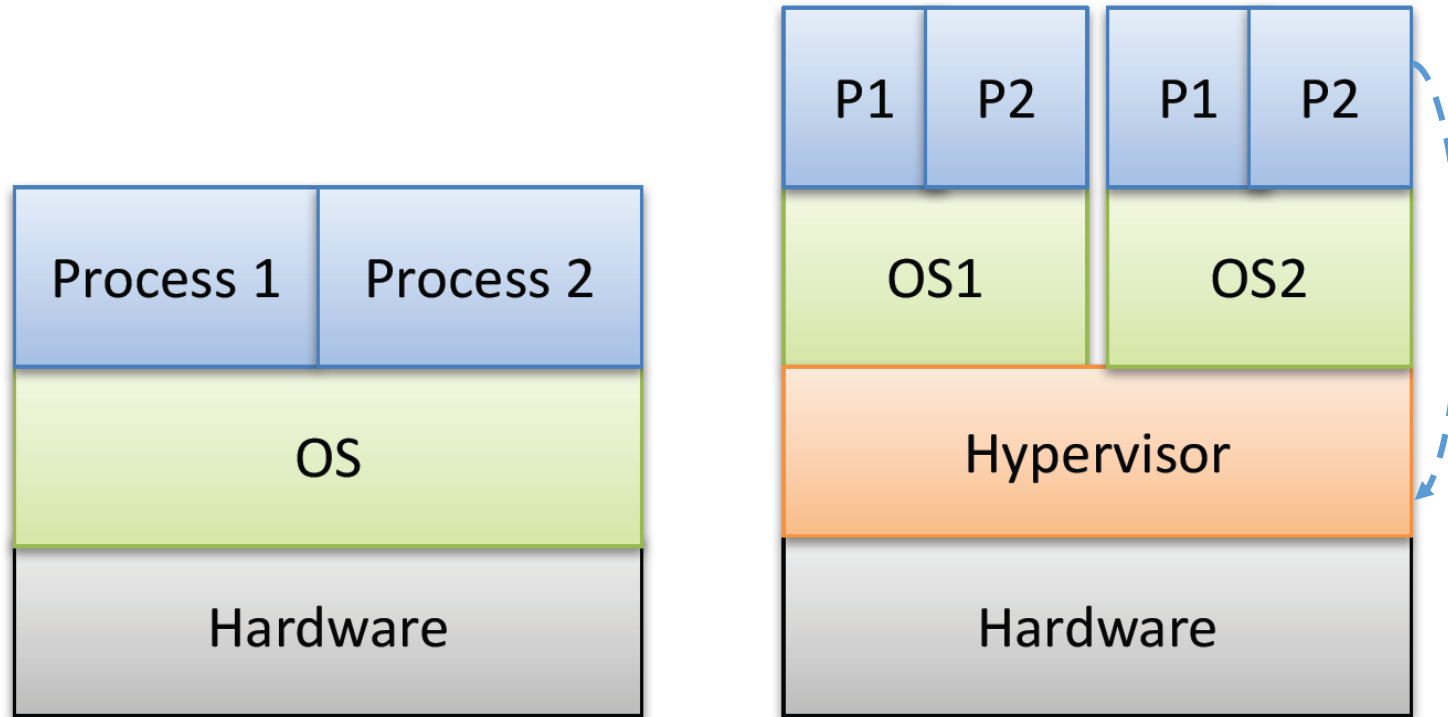 Process 1
Process 2
OS
Hardware
P1
P2
P1
P2
OS1
OS2
Hypervisor
Hardware